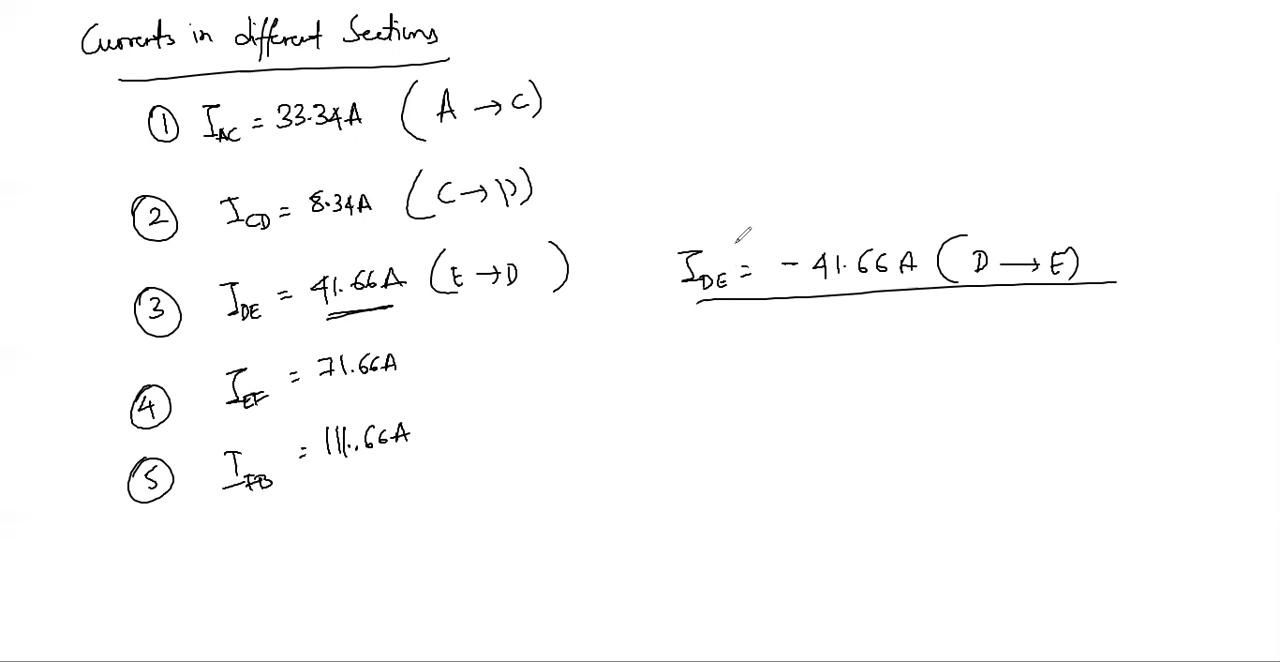 Currents in different Sections
① I_AC = 33.34A (A → C)
② I_CD = 8.34A (C → D)
③ I_DE = 41.66A (E → D)
I_DE = - 41.66A (D → E)
④ I_EF = 71.66A
⑤ I_FB = 111.66A